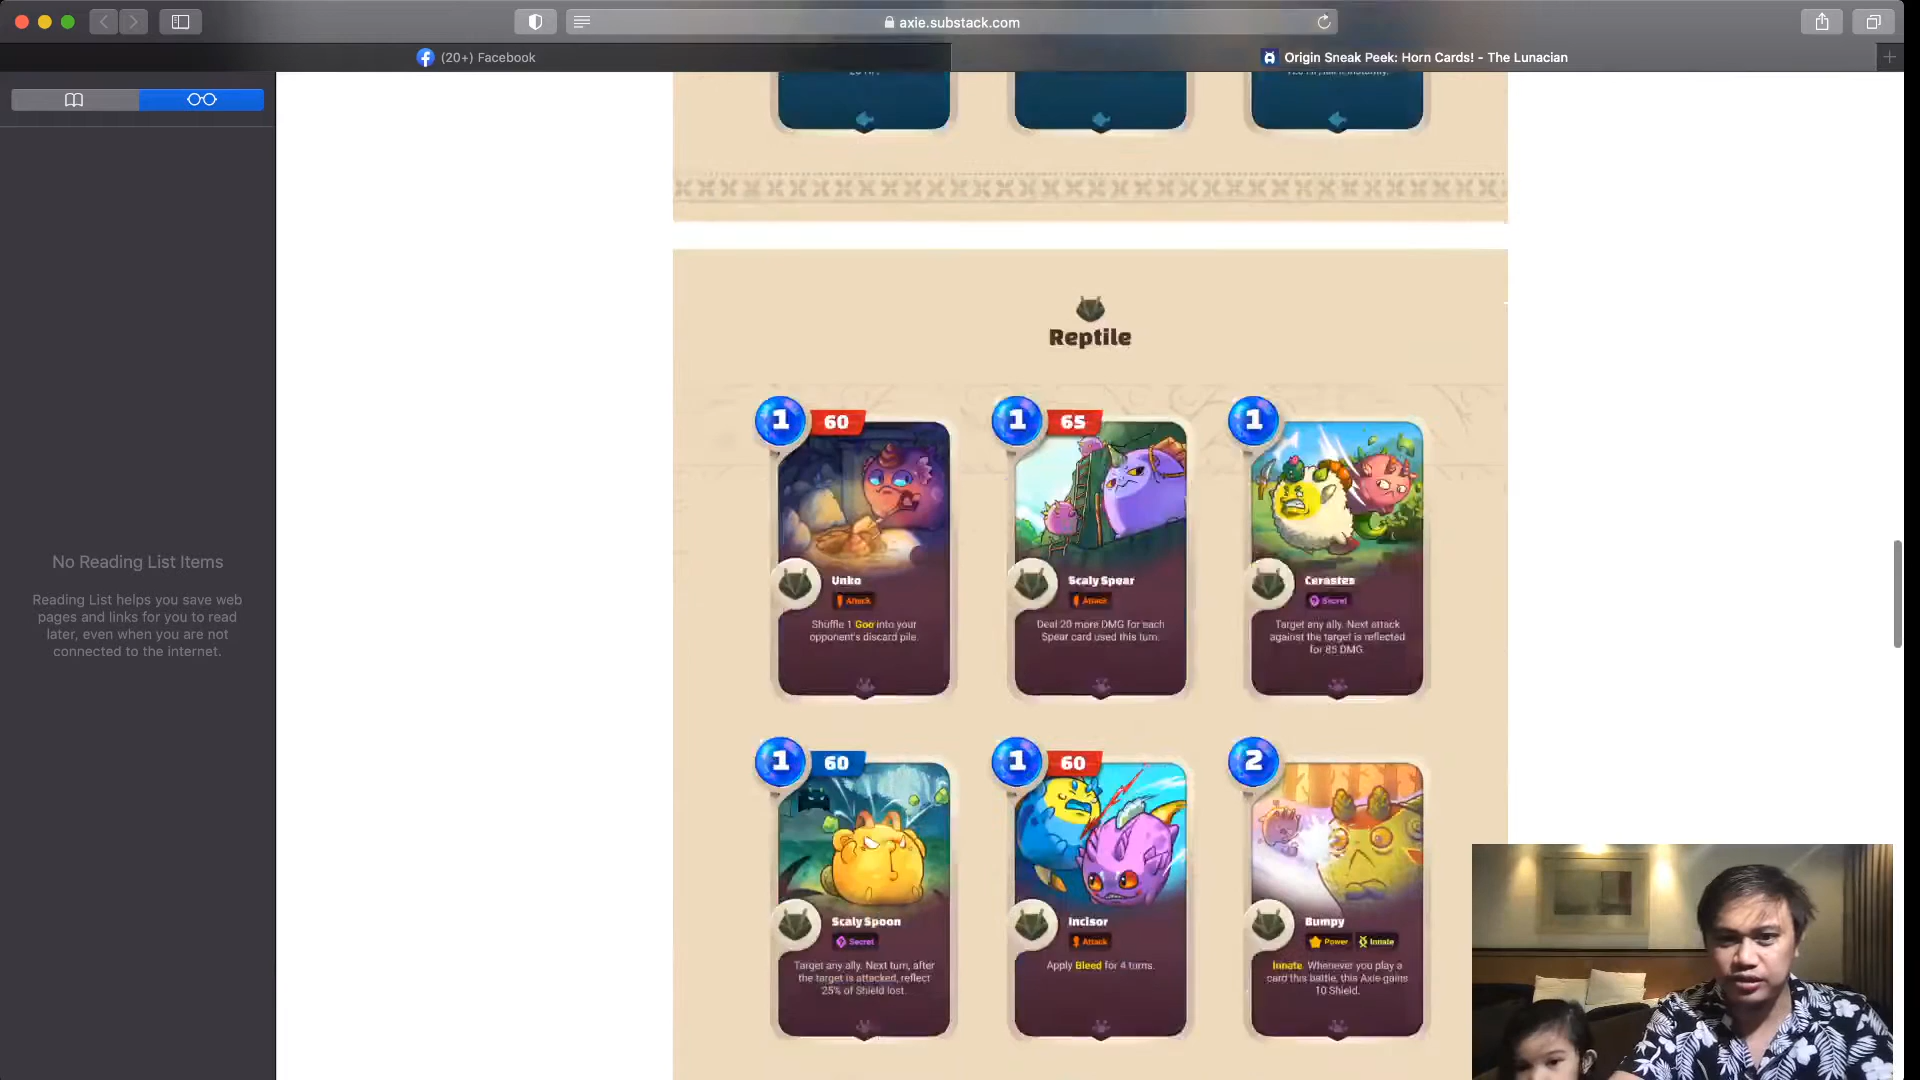 axie.substack.com
(20+) Facebook
Origin Sneak Peek: Horn Cards! - The Lunacian
No Reading List Items
Reading List helps you save web
pages and links for you to read
later, even when you are not
connected to the internet.
Reptile
1 60
Unko
Attack
Shuffle 1 Goo into your
opponent's discard pile.
1 65
Scaly Spear
Attack
Deal 20 more DMG for each
Spear card used this turn.
1
Cerastes
Secret
Target any ally. Next attack
against the target is reflected
for 85 DMG.
1 60
Scaly Spoon
Secret
Target any ally. Next turn, after
the target is attacked, reflect
25% of Shield lost.
1 60
Incisor
Attack
Apply Bleed for 4 turns.
2
Bumpy
Power Innate
Innate. Whenever you play a
card this battle, this Axie gains
10 Shield.